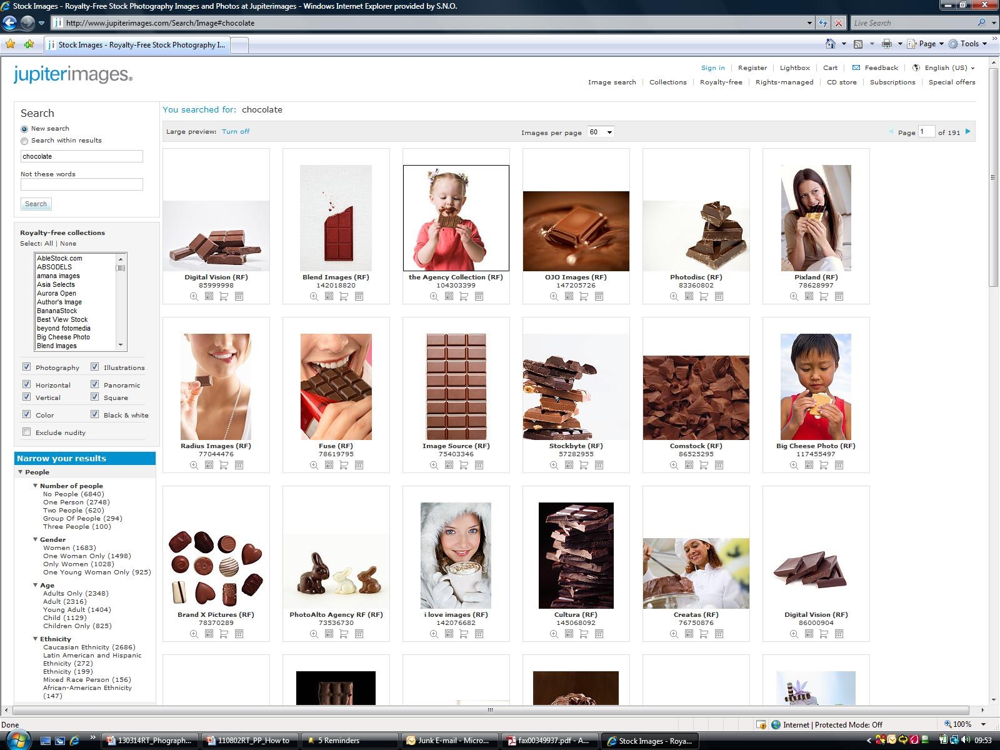 Stock Images - Royalty-Free Stock Photography Images and Photos at Jupiterimages - Windows Internet Explorer provided by S.N.O.
http://www.jupiterimages.com/Search/Image#chocolate
Live Search
Stock Images - Royalty-Free Stock Photography I...
Page
Tools
jupiterimages®
Sign in | Register | Lightbox | Cart | Feedback | English (US)
Image search | Collections | Royalty-free | Rights-managed | CD store | Subscriptions | Special offers
Search
New search
Search within results
chocolate
Not these words
Search
Royalty-free collections
Select: All | None
AbleStock.com
ABSODELS
amana images
Asia Selects
Aurora Open
Author's Image
BananaStock
Best View Stock
beyond fotomedia
Big Cheese Photo
Blend Images
Photography Illustrations
Horizontal Panoramic
Vertical Square
Color Black & white
Exclude nudity
Narrow your results
People
Number of people
No People (6840)
One Person (2748)
Two People (620)
Group Of People (294)
Three People (100)
Gender
Women (1683)
One Woman Only (1498)
Only Women (1028)
One Young Woman Only (925)
Age
Adults Only (2348)
Adult (2316)
Young Adult (1404)
Child (1129)
Children Only (825)
Ethnicity
Caucasian Ethnicity (2686)
Latin American and Hispanic
Ethnicity (272)
Ethnicity (199)
Mixed Race Person (156)
African-American Ethnicity
(147)
You searched for: chocolate
Large preview: Turn off Images per page 60 Page 1 of 191
Digital Vision (RF) Blend Images (RF) the Agency Collection (RF) OJO Images (RF) Photodisc (RF) Pixland (RF)
85999998 142018820 104303399 147205726 83360802 78628997
Radius Images (RF) Fuse (RF) Image Source (RF) Stockbyte (RF) Comstock (RF) Big Cheese Photo (RF)
77044476 78619795 75403346 57282955 86525295 117455497
Brand X Pictures (RF) PhotoAlto Agency RF (RF) i love images (RF) Cultura (RF) Creatas (RF) Digital Vision (RF)
78370289 73536730 142076682 145068092 76750876 86000904
Done
Internet | Protected Mode: Off
100%
130314RT_Phograph...
110802RT_PP_How to
5 Reminders
Junk E-mail - Micro...
fax00349937.pdf - A...
Stock Images - Roya...
09:53